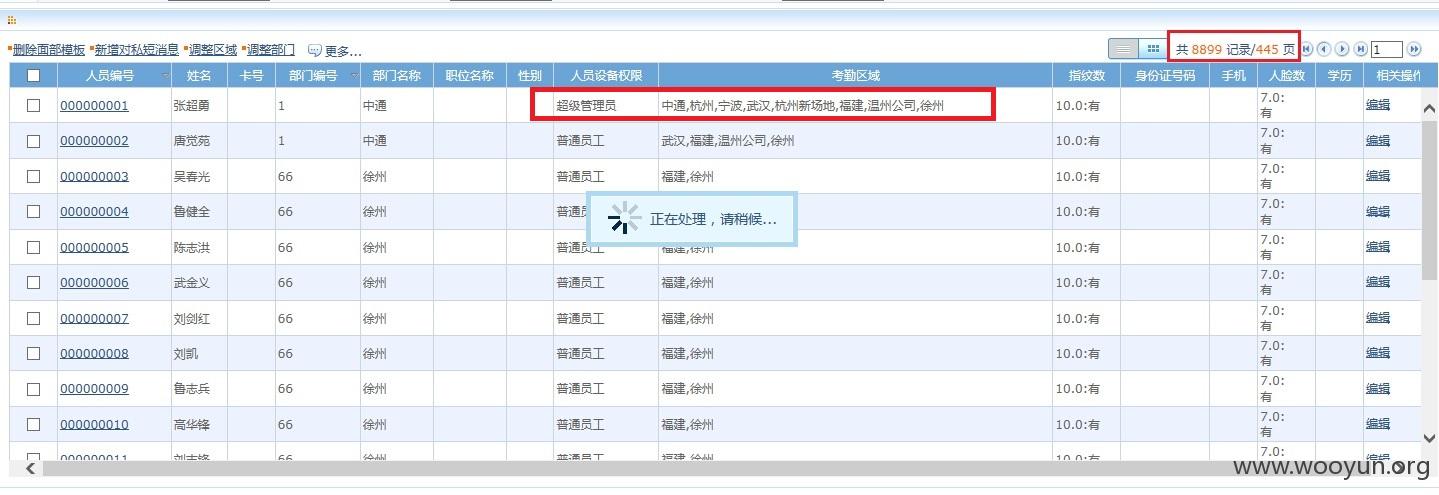 删除面部模板 新增对私短消息 调整区域 调整部门 更多... 共 8899 记录/445 页 1
人员编号 姓名 卡号 部门编号 部门名称 职位名称 性别 人员设备权限 考勤区域 指纹数 身份证号码 手机 人脸数 学历 相关操作
000000001 张超勇 1 中通 超级管理员 中通,杭州,宁波,武汉,杭州新场地,福建,温州公司,徐州 10.0:有 7.0:有 编辑
000000002 唐觉苑 1 中通 普通员工 武汉,福建,温州公司,徐州 10.0:有 7.0:有 编辑
000000003 吴春光 66 徐州 普通员工 福建,徐州 10.0:有 7.0:有 编辑
000000004 鲁健全 66 徐州 普通员 福建,徐州 10.0:有 7.0:有 编辑
正在处理，请稍候...
000000005 陈志洪 66 徐州 普通员工 福建,徐州 10.0:有 7.0:有 编辑
000000006 武金义 66 徐州 普通员工 福建,徐州 10.0:有 7.0:有 编辑
000000007 刘剑红 66 徐州 普通员工 福建,徐州 10.0:有 7.0:有 编辑
000000008 刘凯 66 徐州 普通员工 福建,徐州 10.0:有 7.0:有 编辑
000000009 鲁志兵 66 徐州 普通员工 福建,徐州 10.0:有 7.0:有 编辑
000000010 高华锋 66 徐州 普通员工 福建,徐州 10.0:有 7.0:有 编辑
000000011 66 徐州 普通员工 福建,徐州 10.0:有 7.0: 编辑
www.wooyun.org